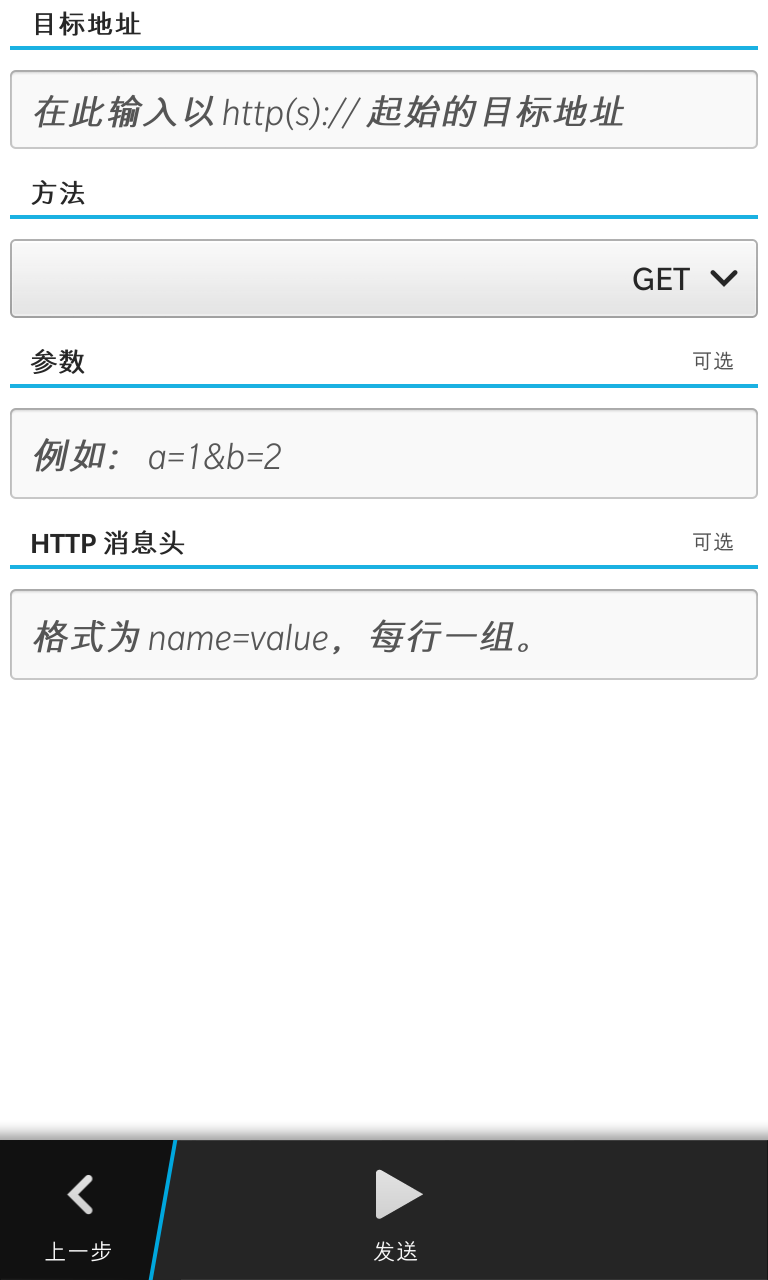 目标地址
在此输入以 http(s):// 起始的目标地址
方法
GET
参数 可选
例如： a=1&b=2
HTTP 消息头 可选
格式为 name=value，每行一组。
上一步 发送